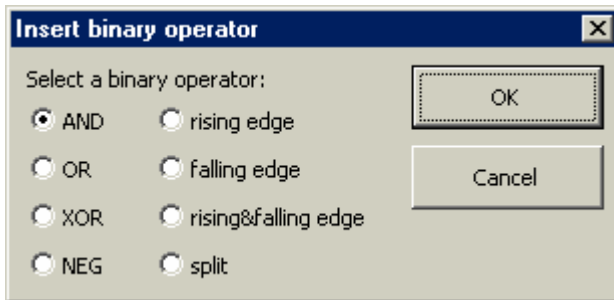 Insert binary operator
Select a binary operator:
AND
rising edge
OR
falling edge
XOR
rising&falling edge
NEG
split
OK
Cancel